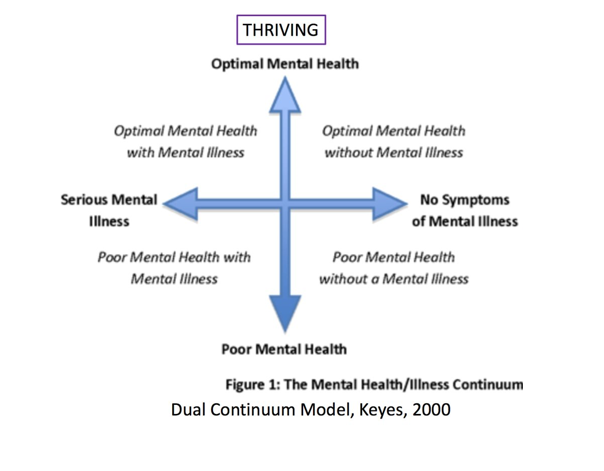 THRIVING
Optimal Mental Health
Optimal Mental Health
with Mental Illness
Optimal Mental Health
without Mental Illness
Serious Mental
Illness
No Symptoms
of Mental Illness
Poor Mental Health with
Mental Illness
Poor Mental Health
without a Mental Illness
Poor Mental Health
Figure 1: The Mental Health/Illness Continuum
Dual Continuum Model, Keyes, 2000